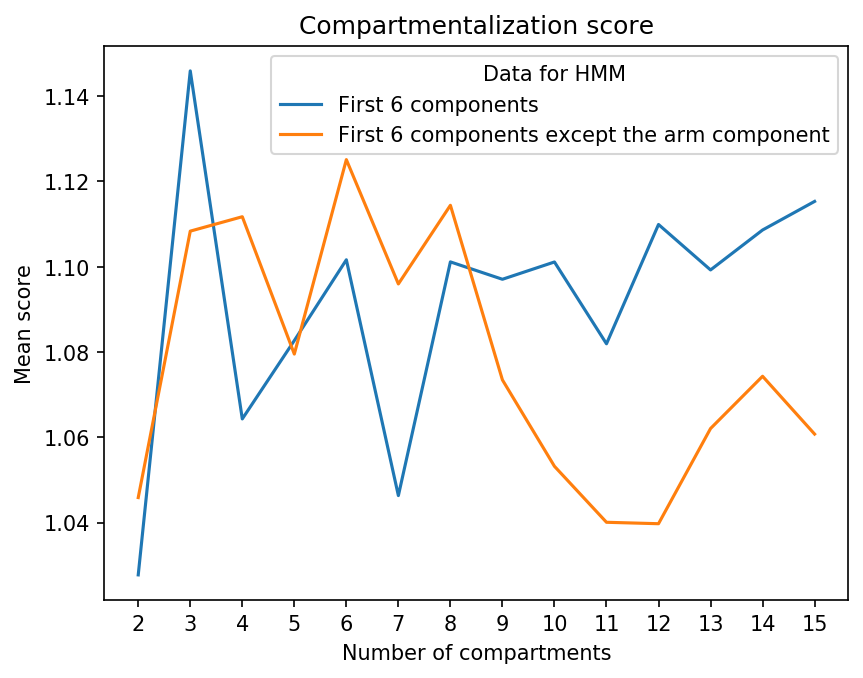 Compartmentalization score
Data for HMM
First 6 components
First 6 components except the arm component
Mean score
1.14
1.12
1.10
1.08
1.06
1.04
2 3 4 5 6 7 8 9 10 11 12 13 14 15
Number of compartments